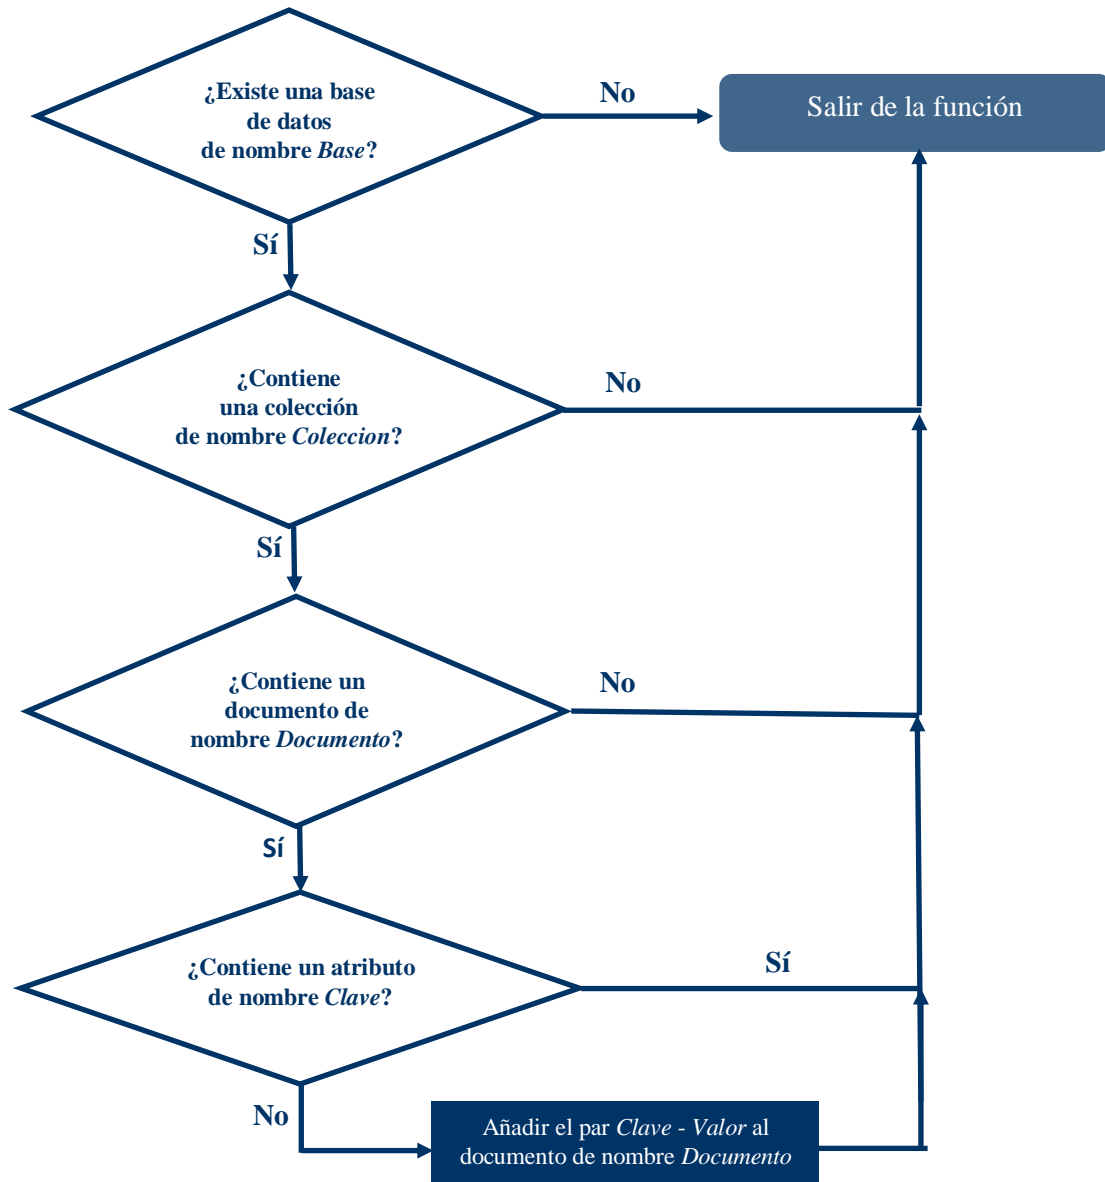 ¿Existe una base
de datos
de nombre Base?
No
Salir de la función
Sí
¿Contiene
una colección
de nombre Coleccion?
No
Sí
¿Contiene un
documento de
nombre Documento?
No
Sí
¿Contiene un atributo
de nombre Clave?
Sí
No
Añadir el par Clave - Valor al
documento de nombre Documento